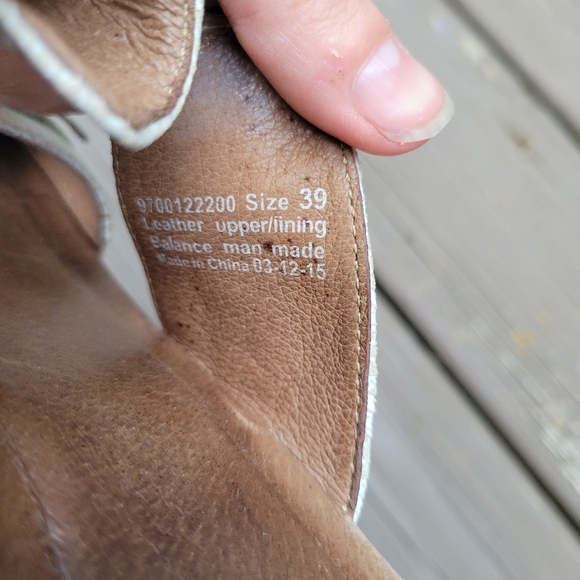 9700122200 Size 39
Leather upper/lining
Balance man made
Made in China 03-12-15